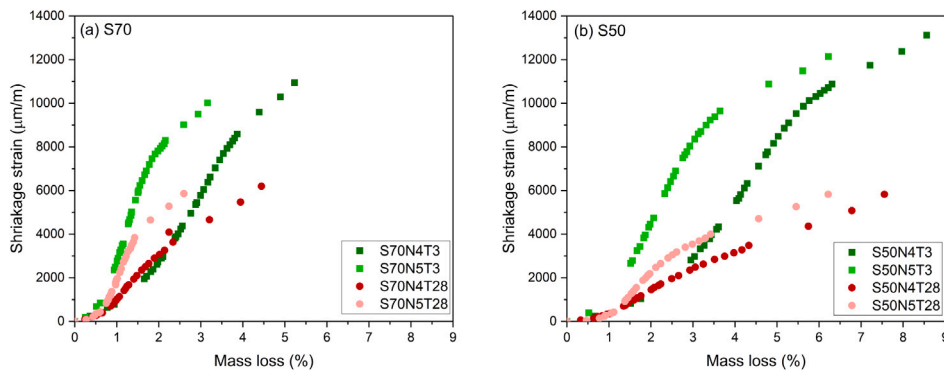 (a) S70
Shriakage strain (µm/m)
14000
12000
10000
8000
6000
4000
2000
0
S70N4T3
S70N5T3
S70N4T28
S70N5T28
0 1 2 3 4 5 6 7 8 9
Mass loss (%)
(b) S50
Shriakage strain (µm/m)
14000
12000
10000
8000
6000
4000
2000
0
S50N4T3
S50N5T3
S50N4T28
S50N5T28
0 1 2 3 4 5 6 7 8 9
Mass loss (%)